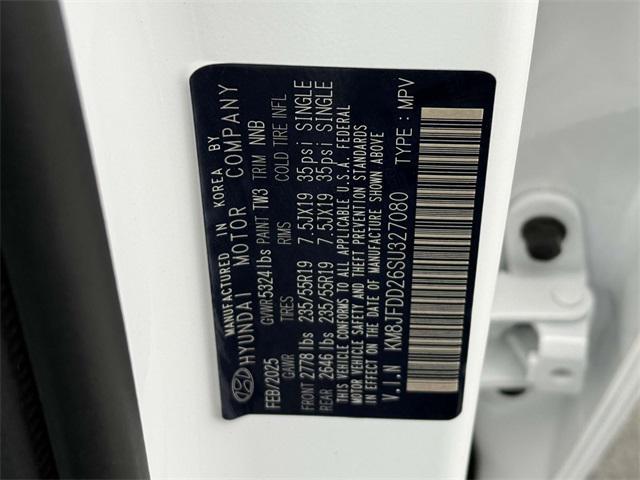 MANUFACTURED IN KOREA BY
HYUNDAI MOTOR COMPANY
FEB/2025 GVWR5324lbs PAINT TW3 TRIM NNB
GAWR TIRES RIMS COLD TIRE INFL
FRONT 2778 lbs 235/55R19 7.5JX19 35psi SINGLE
REAR 2646 lbs 235/55R19 7.5JX19 35psi SINGLE
THIS VEHICLE CONFORMS TO ALL APPLICABLE U.S.A. FEDERAL
MOTOR VEHICLE SAFETY AND THEFT PREVENTION STANDARDS
IN EFFECT ON THE DATE OF MANUFACTURE SHOWN ABOVE
V.I.N KM8JFDD26SU327080 TYPE : MPV